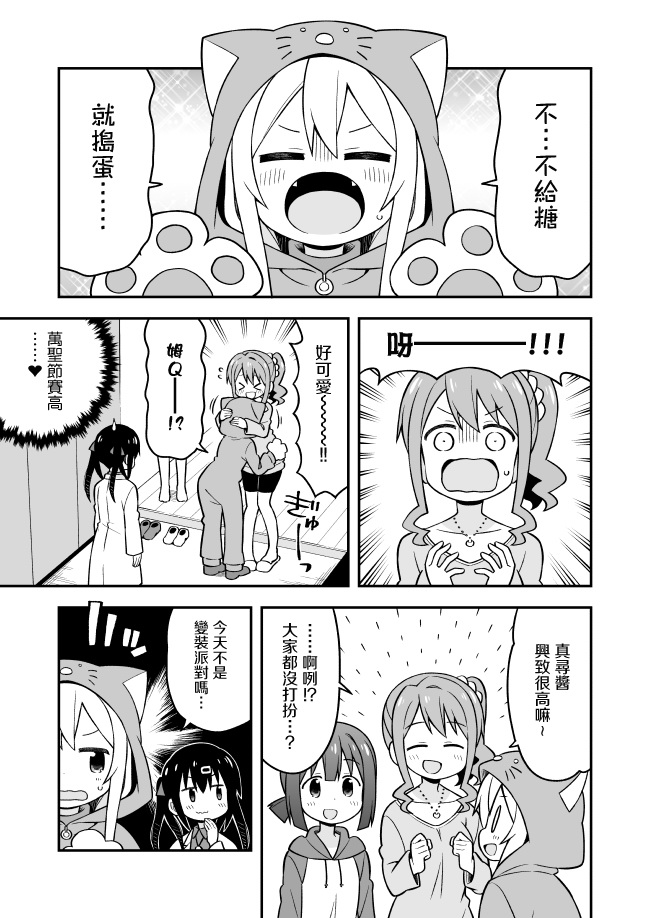 不…不給糖
就搗蛋……
呀———!!!
好可愛~~~~~!!
ぎゅーっ
姆Q——!?
萬聖節賽高
……♥
真尋醬
興致很高嘛~
……啊咧!?
大家都沒打扮…?
今天不是
變裝派對嗎…